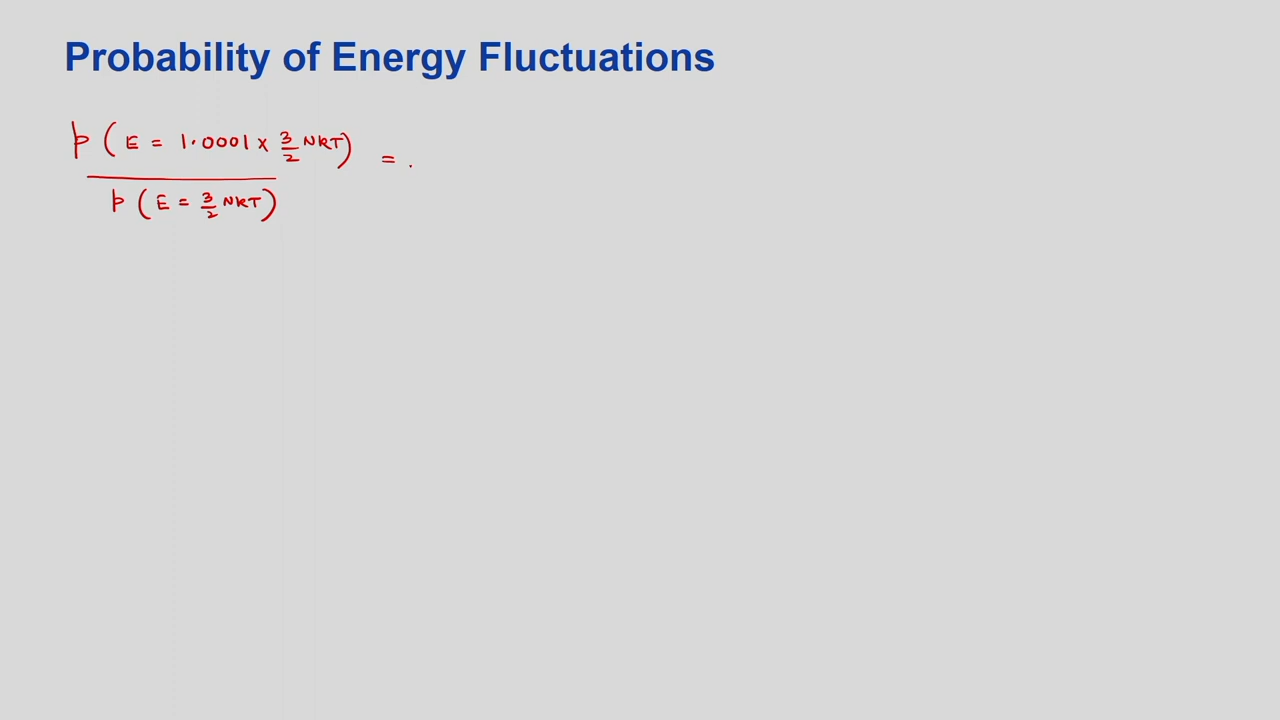 Probability of Energy Fluctuations
p ( E = 1.0001 x 3/2 NkT )
= .
p ( E = 3/2 NkT )